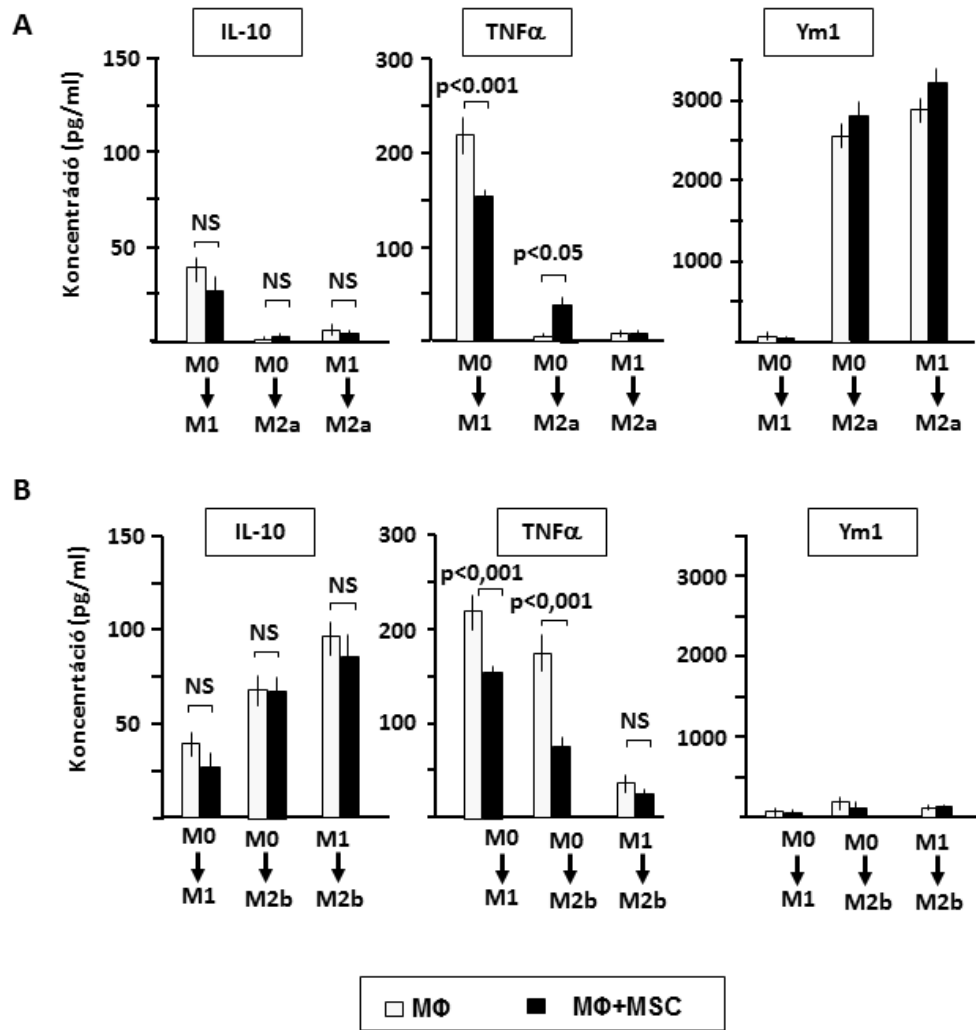 A
IL-10
TNFα
Ym1
Koncentráció (pg/ml)
150
100
50
NS
NS
NS
M0 M0 M1
M1 M2a M2a
300
200
100
p<0.001
p<0.05
M0 M0 M1
M1 M2a M2a
3000
2000
1000
M0 M0 M1
M1 M2a M2a
B
IL-10
TNFα
Ym1
Koncenrtáció (pg/ml)
150
100
50
NS
NS
NS
M0 M0 M1
M1 M2b M2b
300
200
100
p<0,001
p<0,001
NS
M0 M0 M1
M1 M2b M2b
3000
2000
1000
M0 M0 M1
M1 M2b M2b
MΦ MΦ+MSC